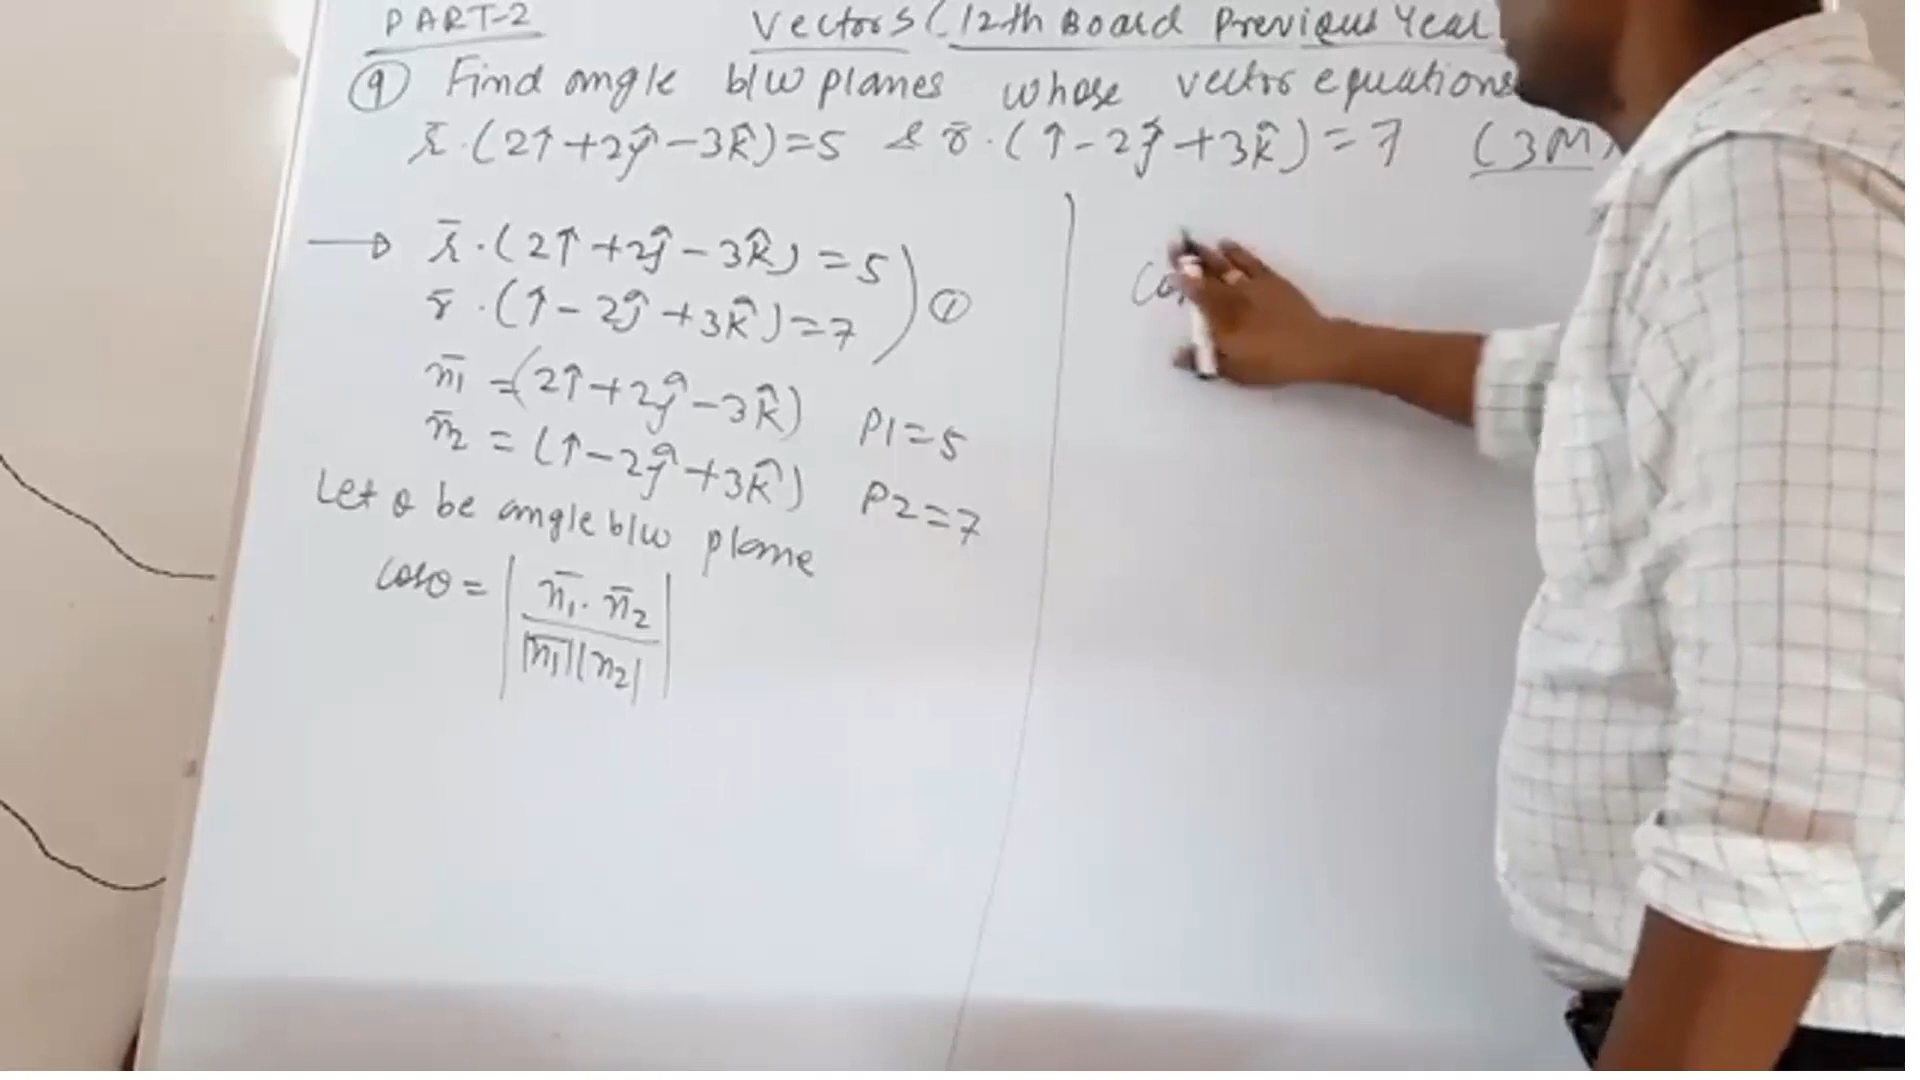 PART-2
Vectors (12th Board Previous Year
⑨ Find angle b/w planes whose vector equations
r̄.(2î+2ĵ-3k̂)=5 & r̄.(î-2ĵ+3k̂)=7 (3M)
→ r̄.(2î+2ĵ-3k̂)=5
r̄.(î-2ĵ+3k̂)=7 ①
n̄1=(2î+2ĵ-3k̂) P1=5
n̄2=(î-2ĵ+3k̂) P2=7
Let θ be angle b/w plane
cosθ = | n̄1.n̄2 / |n̄1||n2| |